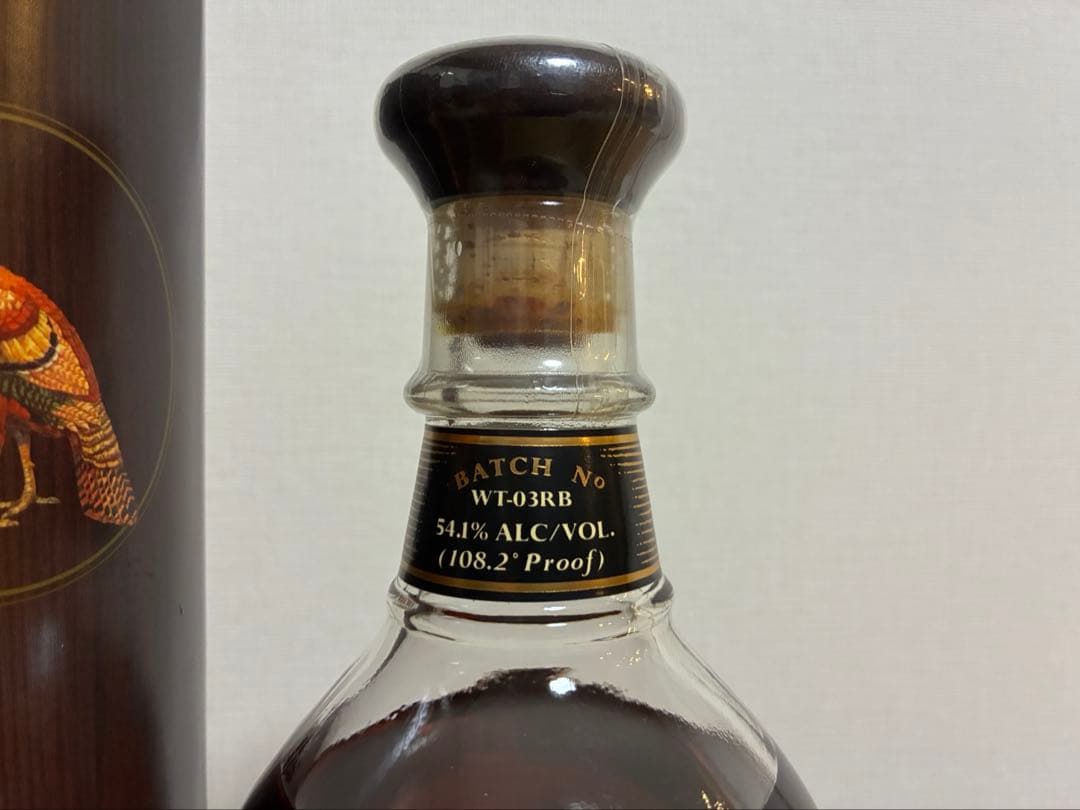 BATCH No
WT-03RB
54.1% ALC/VOL.
(108.2° Proof)